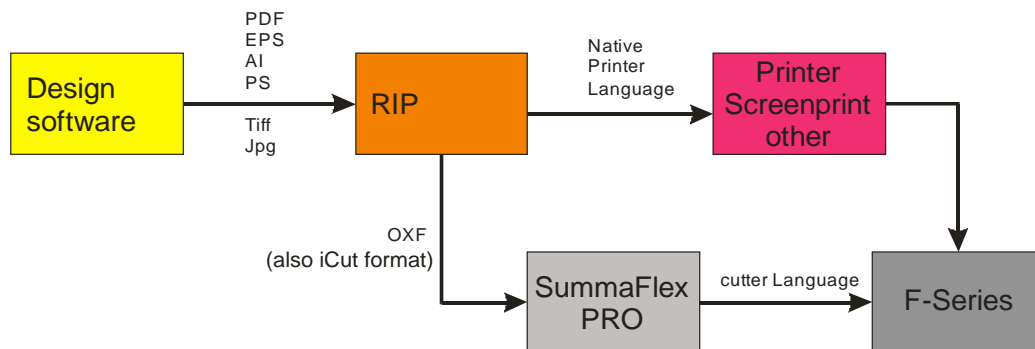 Design
software
PDF
EPS
AI
PS
Tiff
Jpg
RIP
Native
Printer
Language
Printer
Screenprint
other
OXF
(also iCut format)
SummaFlex
PRO
cutter Language
F-Series